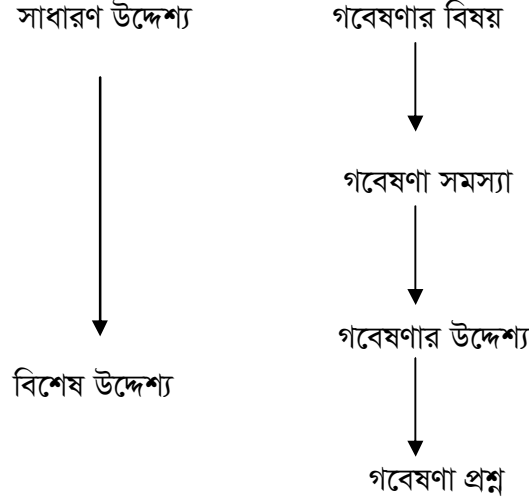 সাধারণ উদ্দেশ্য
গবেষণার বিষয়
গবেষণা সমস্যা
গবেষণার উদ্দেশ্য
বিশেষ উদ্দেশ্য
গবেষণা প্রশ্ন